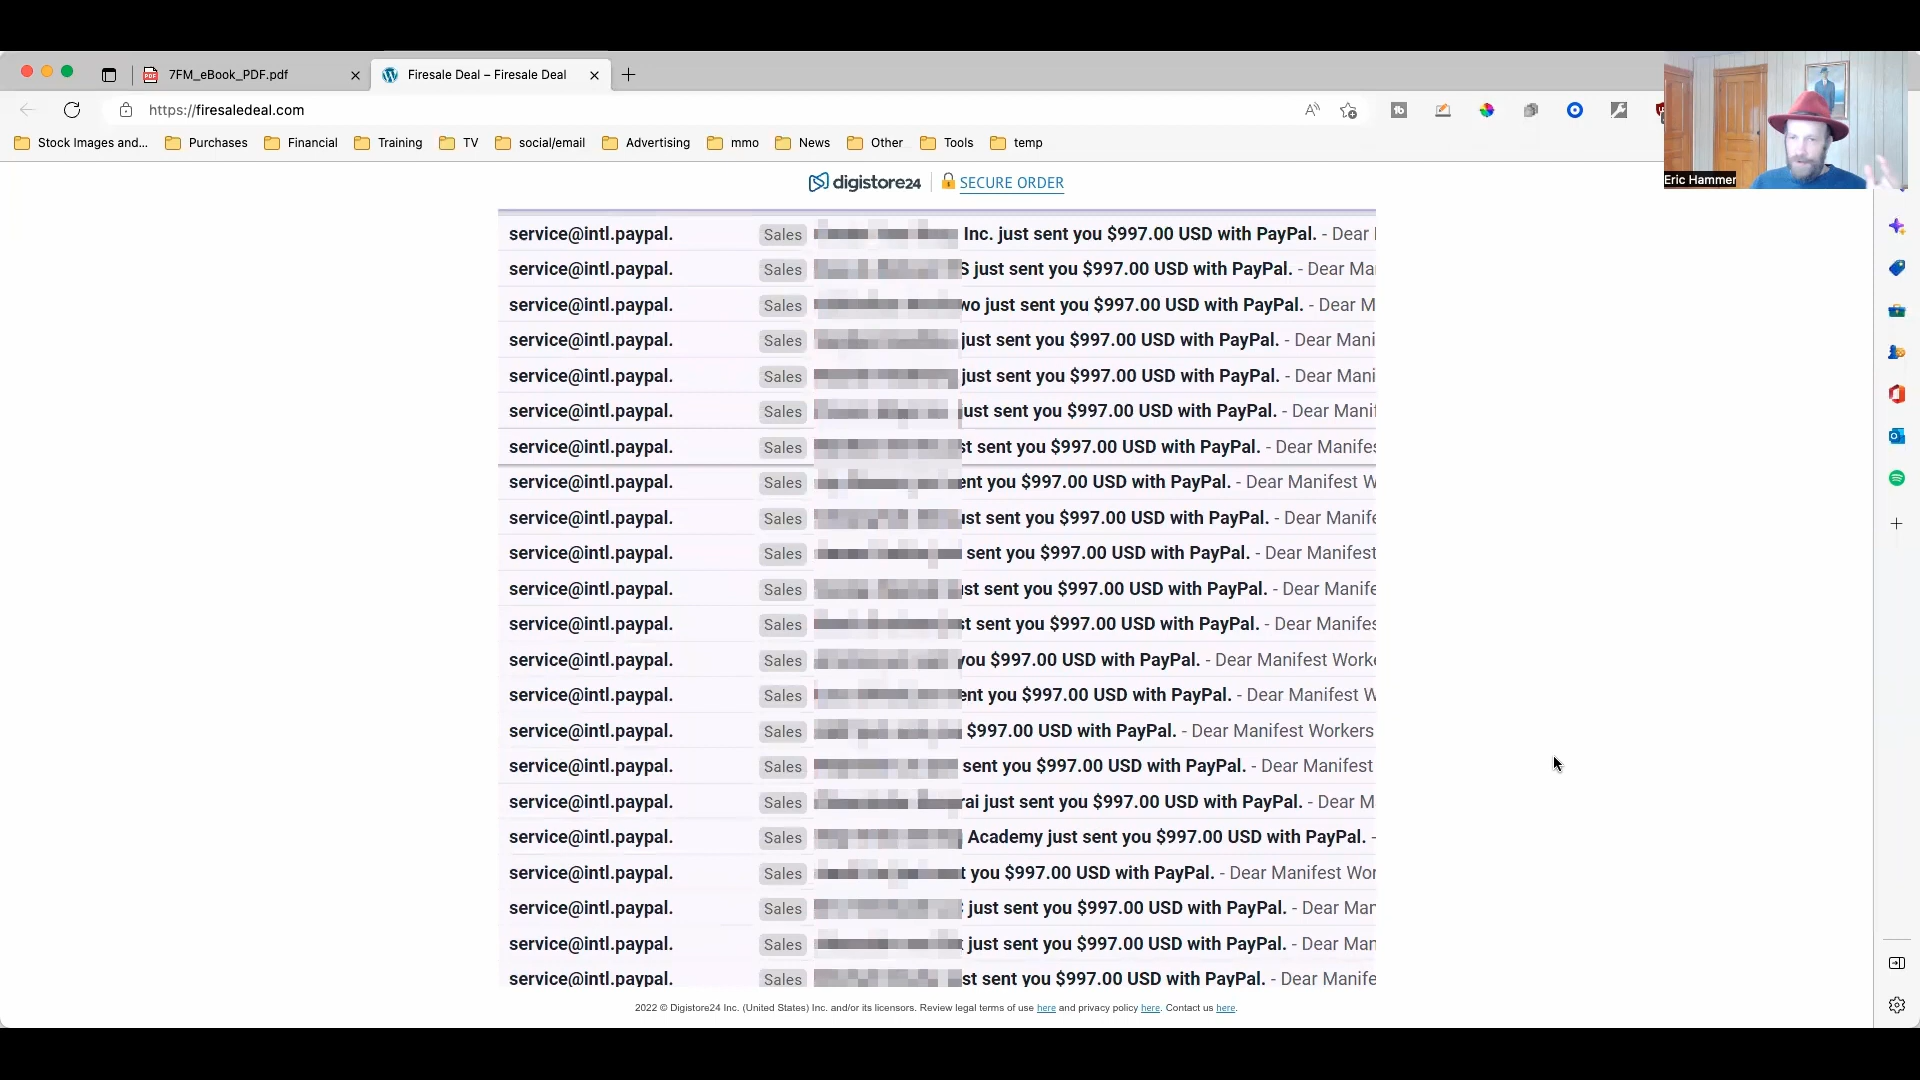 7FM_eBook_PDF.pdf
Firesale Deal – Firesale Deal
https://firesaledeal.com
Stock Images and...
Purchases
Financial
Training
TV
social/email
Advertising
mmo
News
Other
Tools
temp
Eric Hammer
digistore24
SECURE ORDER
service@intl.paypal. Sales Inc. just sent you $997.00 USD with PayPal. - Dear
service@intl.paypal. Sales S just sent you $997.00 USD with PayPal. - Dear Ma
service@intl.paypal. Sales wo just sent you $997.00 USD with PayPal. - Dear M
service@intl.paypal. Sales just sent you $997.00 USD with PayPal. - Dear Mani
service@intl.paypal. Sales just sent you $997.00 USD with PayPal. - Dear Mani
service@intl.paypal. Sales ust sent you $997.00 USD with PayPal. - Dear Manif
service@intl.paypal. Sales st sent you $997.00 USD with PayPal. - Dear Manifes
service@intl.paypal. Sales ent you $997.00 USD with PayPal. - Dear Manifest W
service@intl.paypal. Sales ust sent you $997.00 USD with PayPal. - Dear Manife
service@intl.paypal. Sales sent you $997.00 USD with PayPal. - Dear Manifest
service@intl.paypal. Sales st sent you $997.00 USD with PayPal. - Dear Manife
service@intl.paypal. Sales st sent you $997.00 USD with PayPal. - Dear Manifes
service@intl.paypal. Sales you $997.00 USD with PayPal. - Dear Manifest Worke
service@intl.paypal. Sales ent you $997.00 USD with PayPal. - Dear Manifest W
service@intl.paypal. Sales $997.00 USD with PayPal. - Dear Manifest Workers
service@intl.paypal. Sales sent you $997.00 USD with PayPal. - Dear Manifest
service@intl.paypal. Sales rai just sent you $997.00 USD with PayPal. - Dear M
service@intl.paypal. Sales Academy just sent you $997.00 USD with PayPal. -
service@intl.paypal. Sales t you $997.00 USD with PayPal. - Dear Manifest Wor
service@intl.paypal. Sales just sent you $997.00 USD with PayPal. - Dear Man
service@intl.paypal. Sales just sent you $997.00 USD with PayPal. - Dear Man
service@intl.paypal. Sales st sent you $997.00 USD with PayPal. - Dear Manife
2022 © Digistore24 Inc. (United States) Inc. and/or its licensors. Review legal terms of use here and privacy policy here. Contact us here.